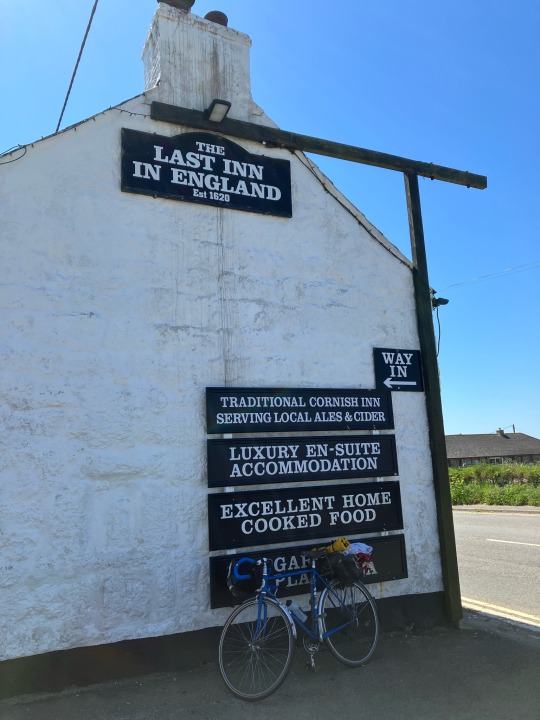 THE
LAST INN
IN ENGLAND
Est 1620
WAY
IN
TRADITIONAL CORNISH INN
SERVING LOCAL ALES & CIDER
LUXURY EN-SUITE
ACCOMMODATION
EXCELLENT HOME
COOKED FOOD